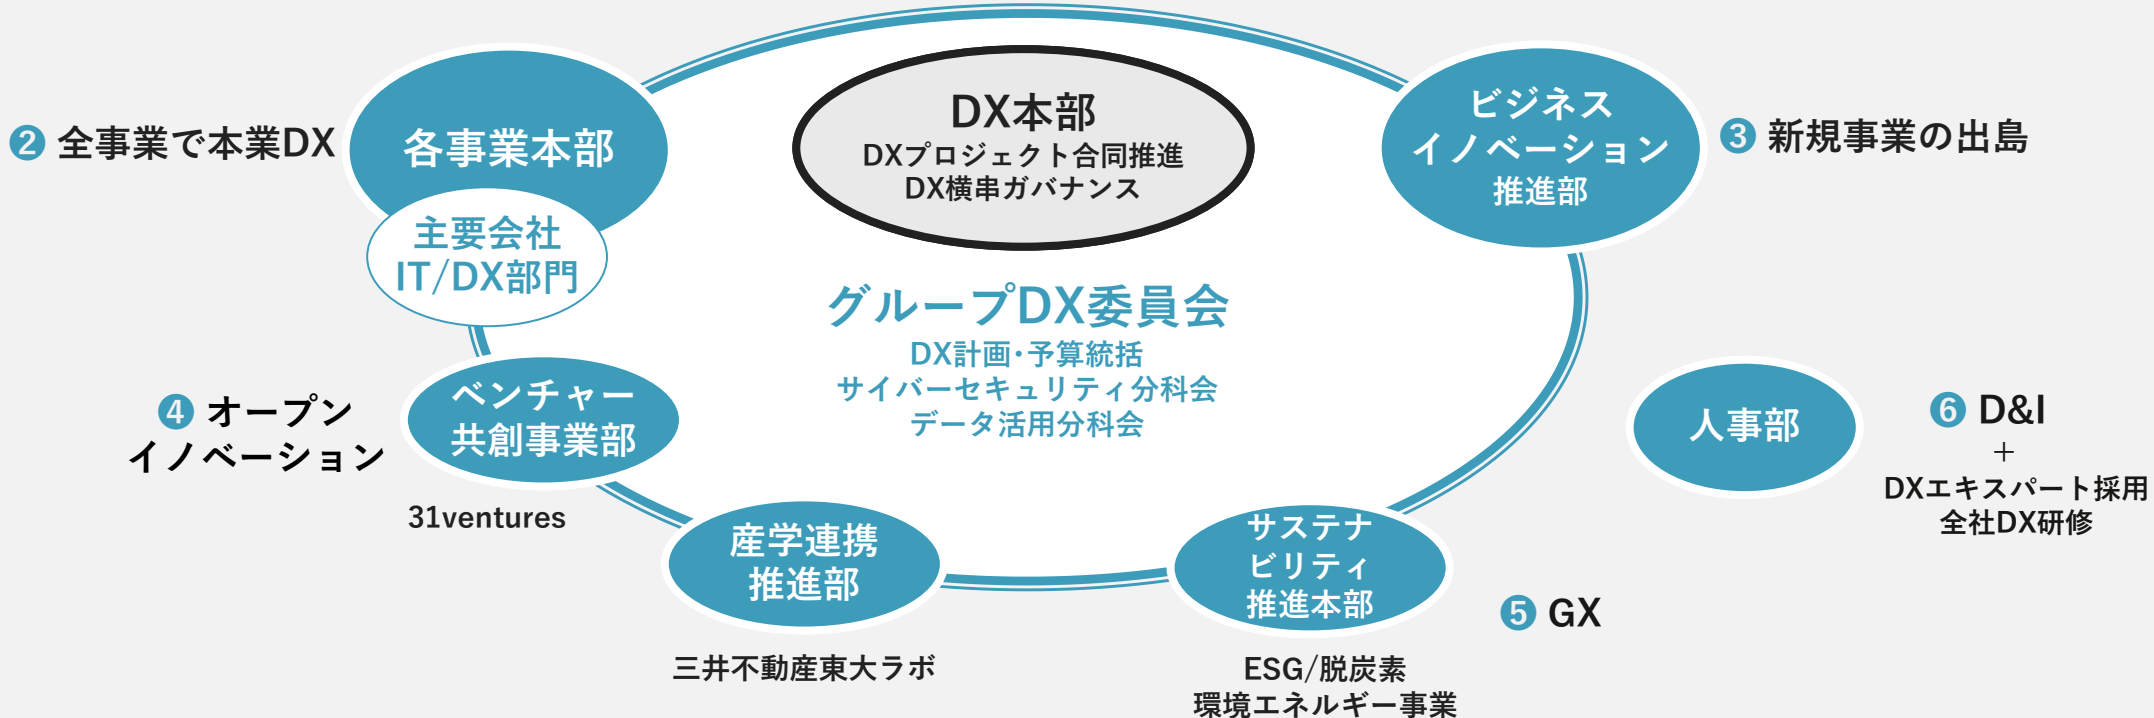 ❷ 全事業で本業DX
各事業本部
主要会社
IT/DX部門
DX本部
DXプロジェクト合同推進
DX横串ガバナンス
ビジネス
イノベーション
推進部
❸ 新規事業の出島
グループDX委員会
DX計画・予算統括
サイバーセキュリティ分科会
データ活用分科会
❹ オープン
イノベーション
ベンチャー
共創事業部
31ventures
産学連携
推進部
三井不動産東大ラボ
サステナ
ビリティ
推進本部
ESG/脱炭素
環境エネルギー事業
❺ GX
人事部
❻ D&I
+
DXエキスパート採用
全社DX研修